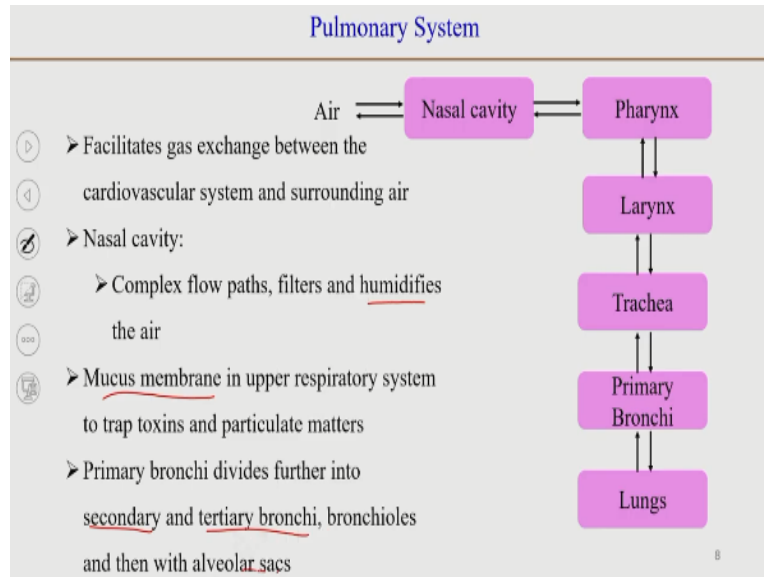 Pulmonary System
Air
Nasal cavity
Pharynx
Larynx
Trachea
Primary
Bronchi
Lungs
➤Facilitates gas exchange between the
cardiovascular system and surrounding air
➤Nasal cavity:
➤Complex flow paths, filters and humidifies
the air
➤Mucus membrane in upper respiratory system
to trap toxins and particulate matters
➤Primary bronchi divides further into
secondary and tertiary bronchi, bronchioles
and then with alveolar sacs
8